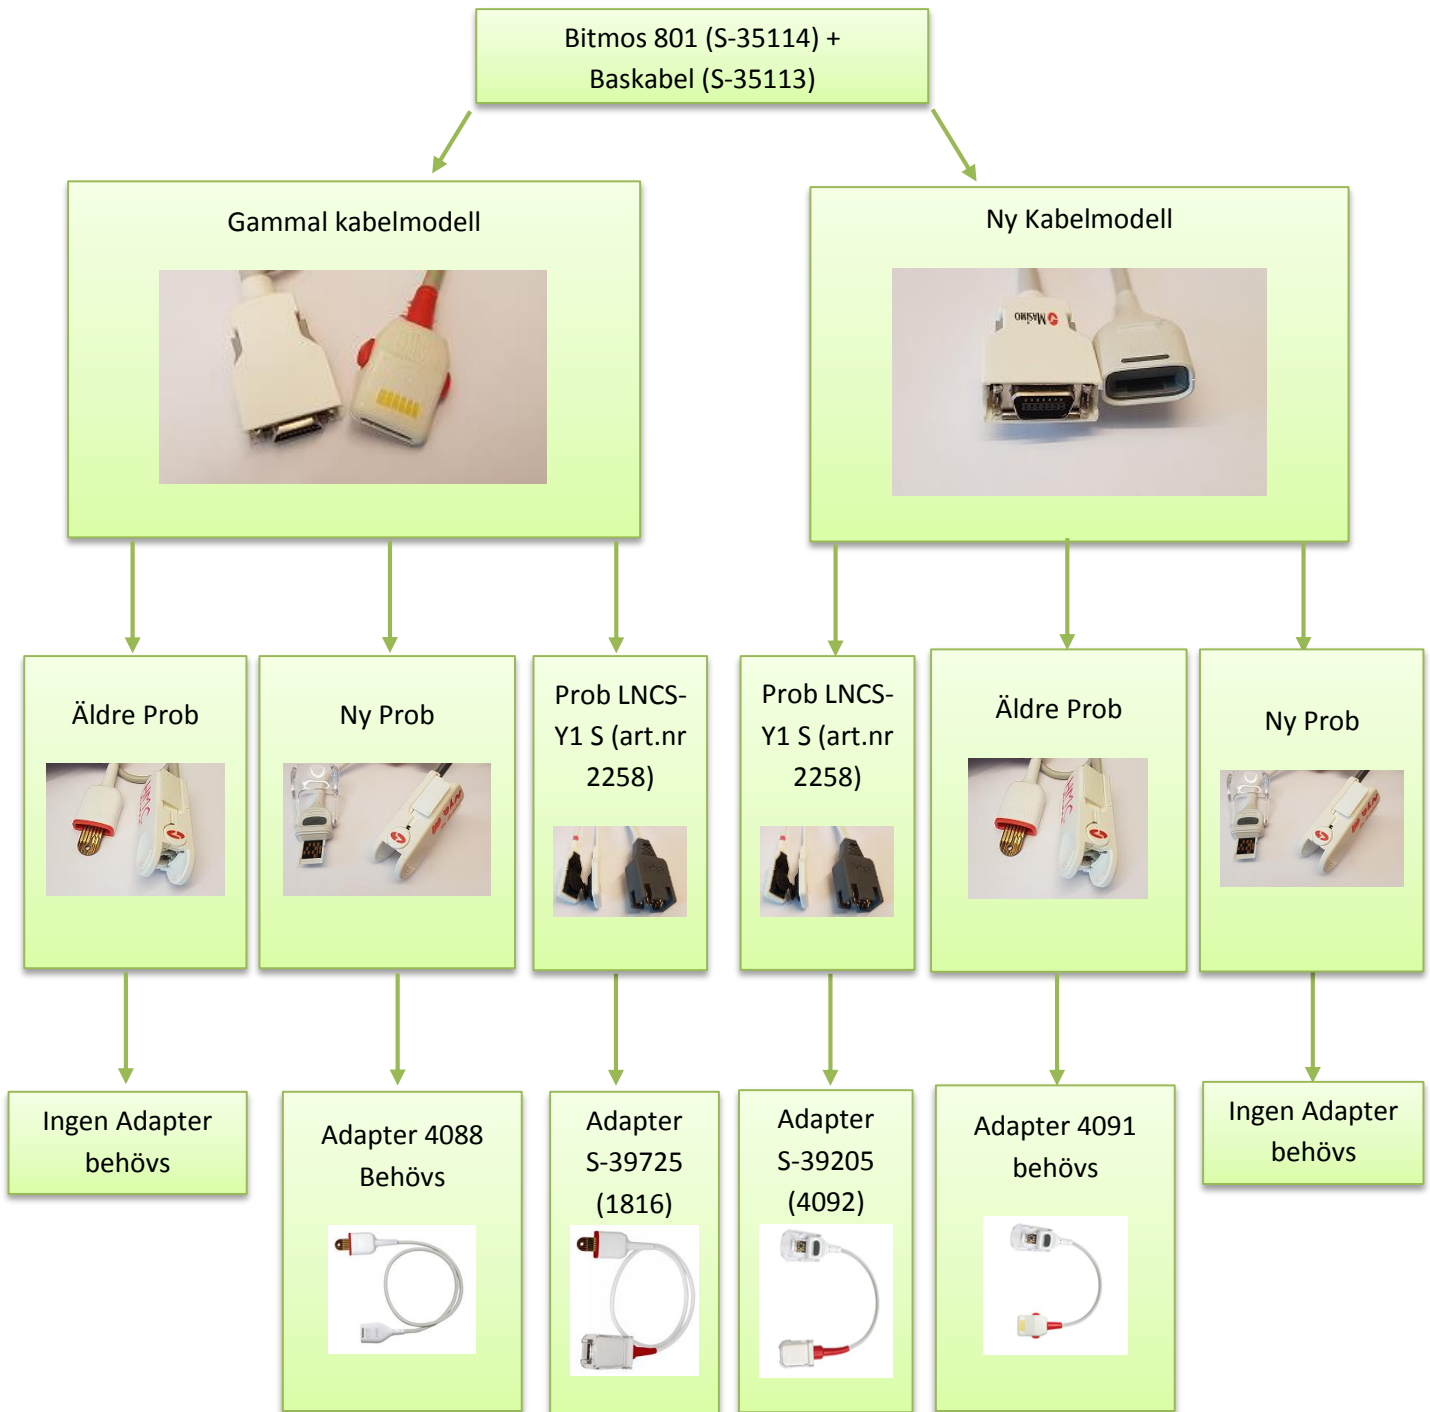 Bitmos 801 (S-35114) +
Baskabel (S-35113)
Gammal kabelmodell
Ny Kabelmodell
Masimo
Äldre Prob
Ny Prob
Prob LNCS-
Y1 S (art.nr
2258)
Prob LNCS-
Y1 S (art.nr
2258)
Äldre Prob
Ny Prob
Ingen Adapter
behövs
Adapter 4088
Behövs
Adapter
S-39725
(1816)
Adapter
S-39205
(4092)
Adapter 4091
behövs
Ingen Adapter
behövs